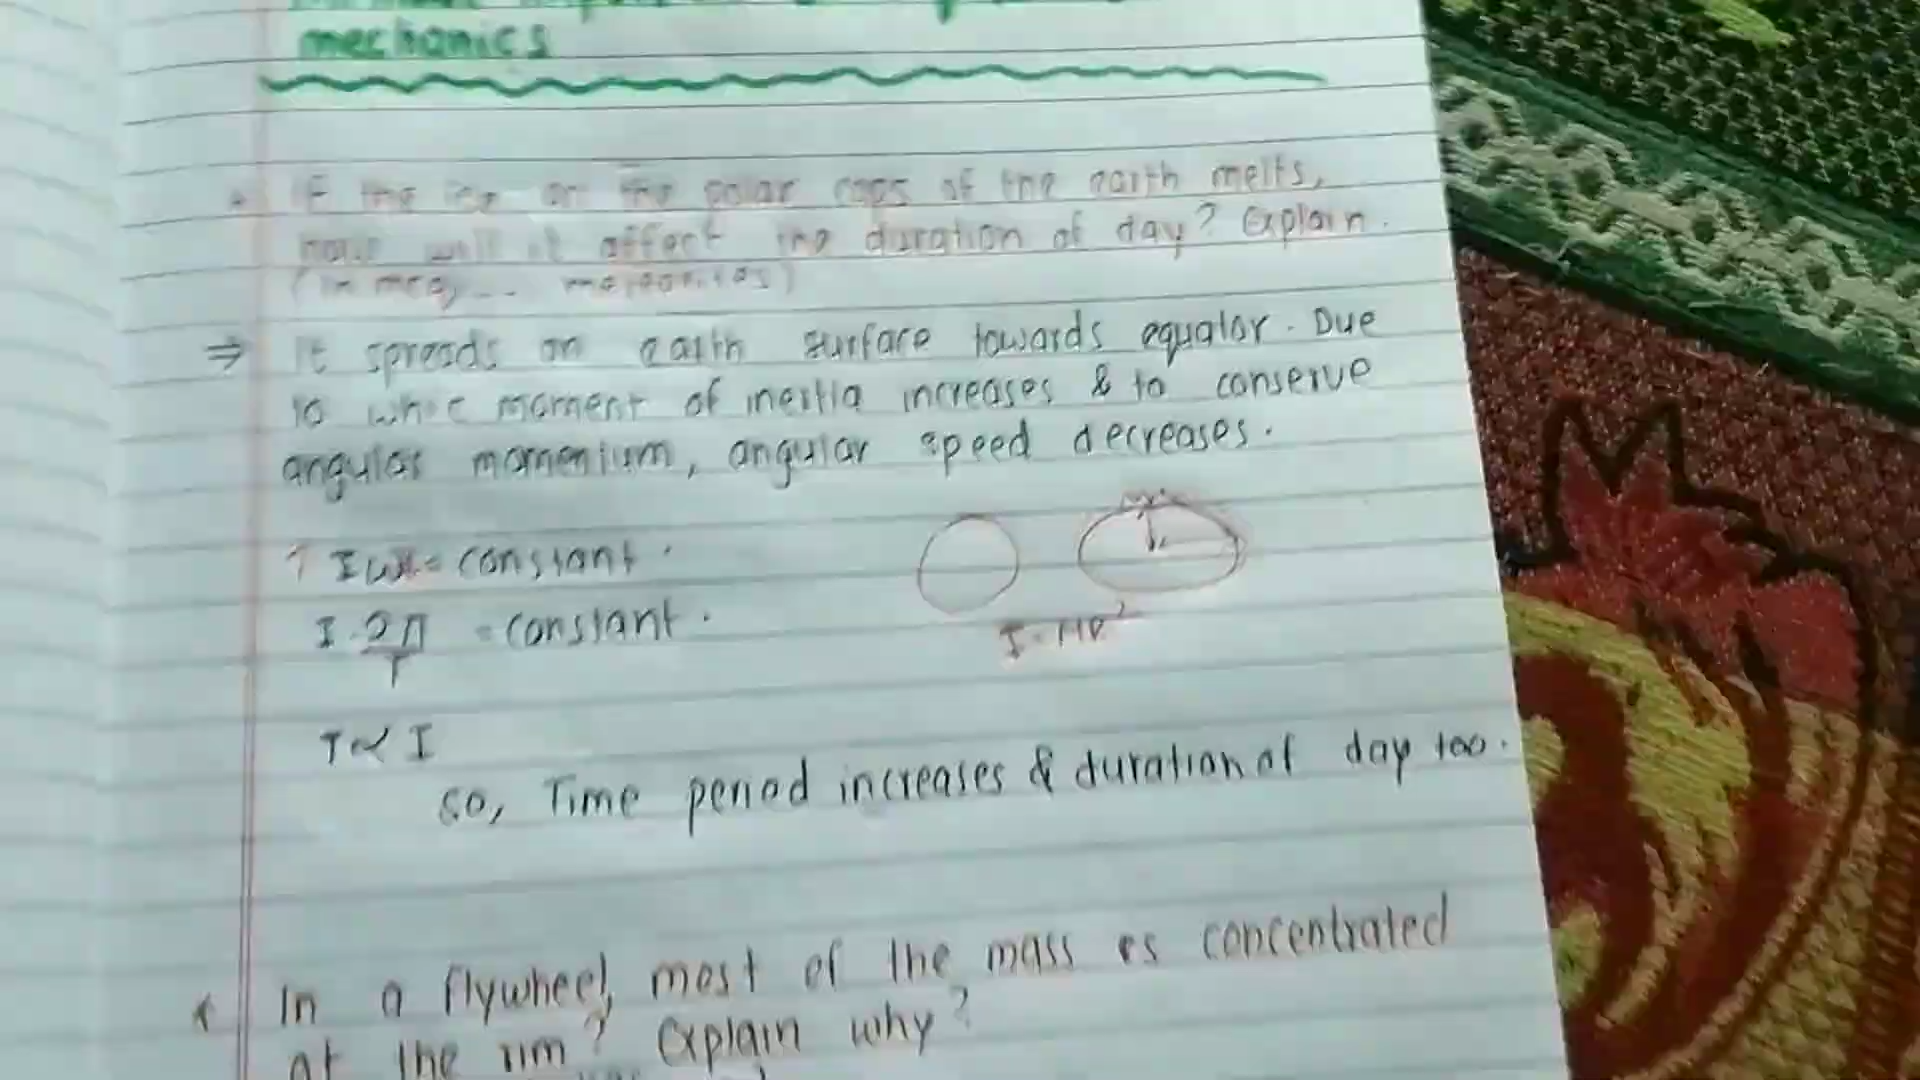 mechanics
If the ice on the polar caps of the earth melts,
how will it affect the duration of day? Explain.
⇒ It spreads on earth surface towards equator. Due
to whic moment of inertia increases & to conserve
angular momentum, angular speed decreases.
↑ Iω = constant.
I · 2π/T = constant.
I = MR²
T ∝ I
So, Time period increases & duration of day too.
In a flywheel, most of the mass is concentrated
at the rim? Explain why?